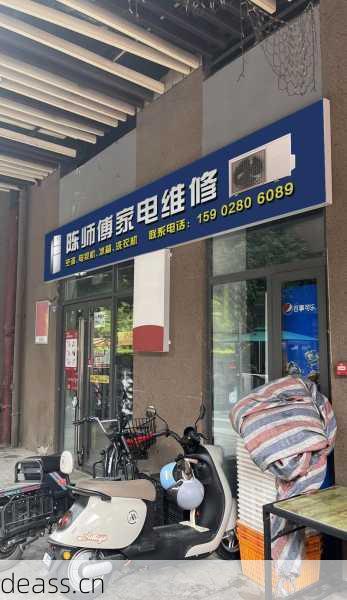 陈师傅家电维修
空调、电视机、冰箱、洗衣机 联系电话：159 0280 6089
百事可乐
deass.cn